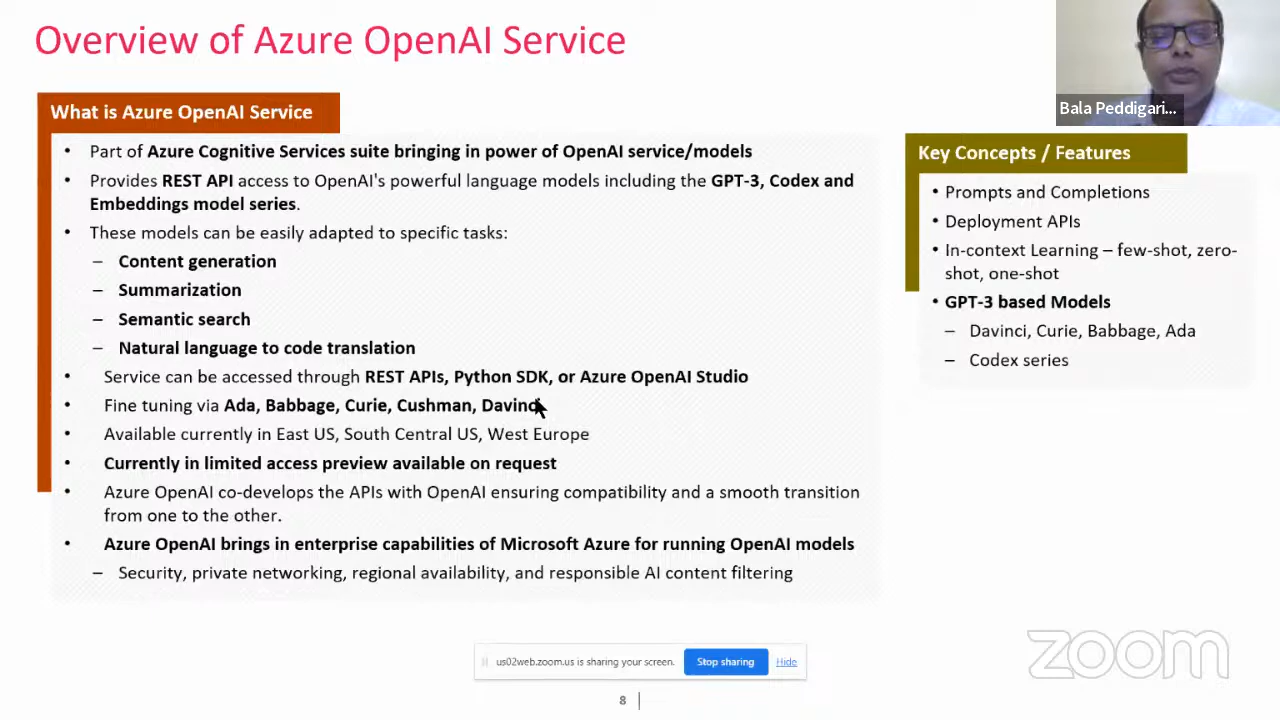 Overview of Azure OpenAI Service
Bala Peddigari...
What is Azure OpenAI Service
• Part of Azure Cognitive Services suite bringing in power of OpenAI service/models
• Provides REST API access to OpenAI's powerful language models including the GPT-3, Codex and
Embeddings model series.
• These models can be easily adapted to specific tasks:
– Content generation
– Summarization
– Semantic search
– Natural language to code translation
• Service can be accessed through REST APIs, Python SDK, or Azure OpenAI Studio
• Fine tuning via Ada, Babbage, Curie, Cushman, Davinci
• Available currently in East US, South Central US, West Europe
• Currently in limited access preview available on request
• Azure OpenAI co-develops the APIs with OpenAI ensuring compatibility and a smooth transition
from one to the other.
• Azure OpenAI brings in enterprise capabilities of Microsoft Azure for running OpenAI models
– Security, private networking, regional availability, and responsible AI content filtering
Key Concepts / Features
• Prompts and Completions
• Deployment APIs
• In-context Learning – few-shot, zero-
shot, one-shot
• GPT-3 based Models
– Davinci, Curie, Babbage, Ada
– Codex series
us02web.zoom.us is sharing your screen. Stop sharing Hide
zoom
8